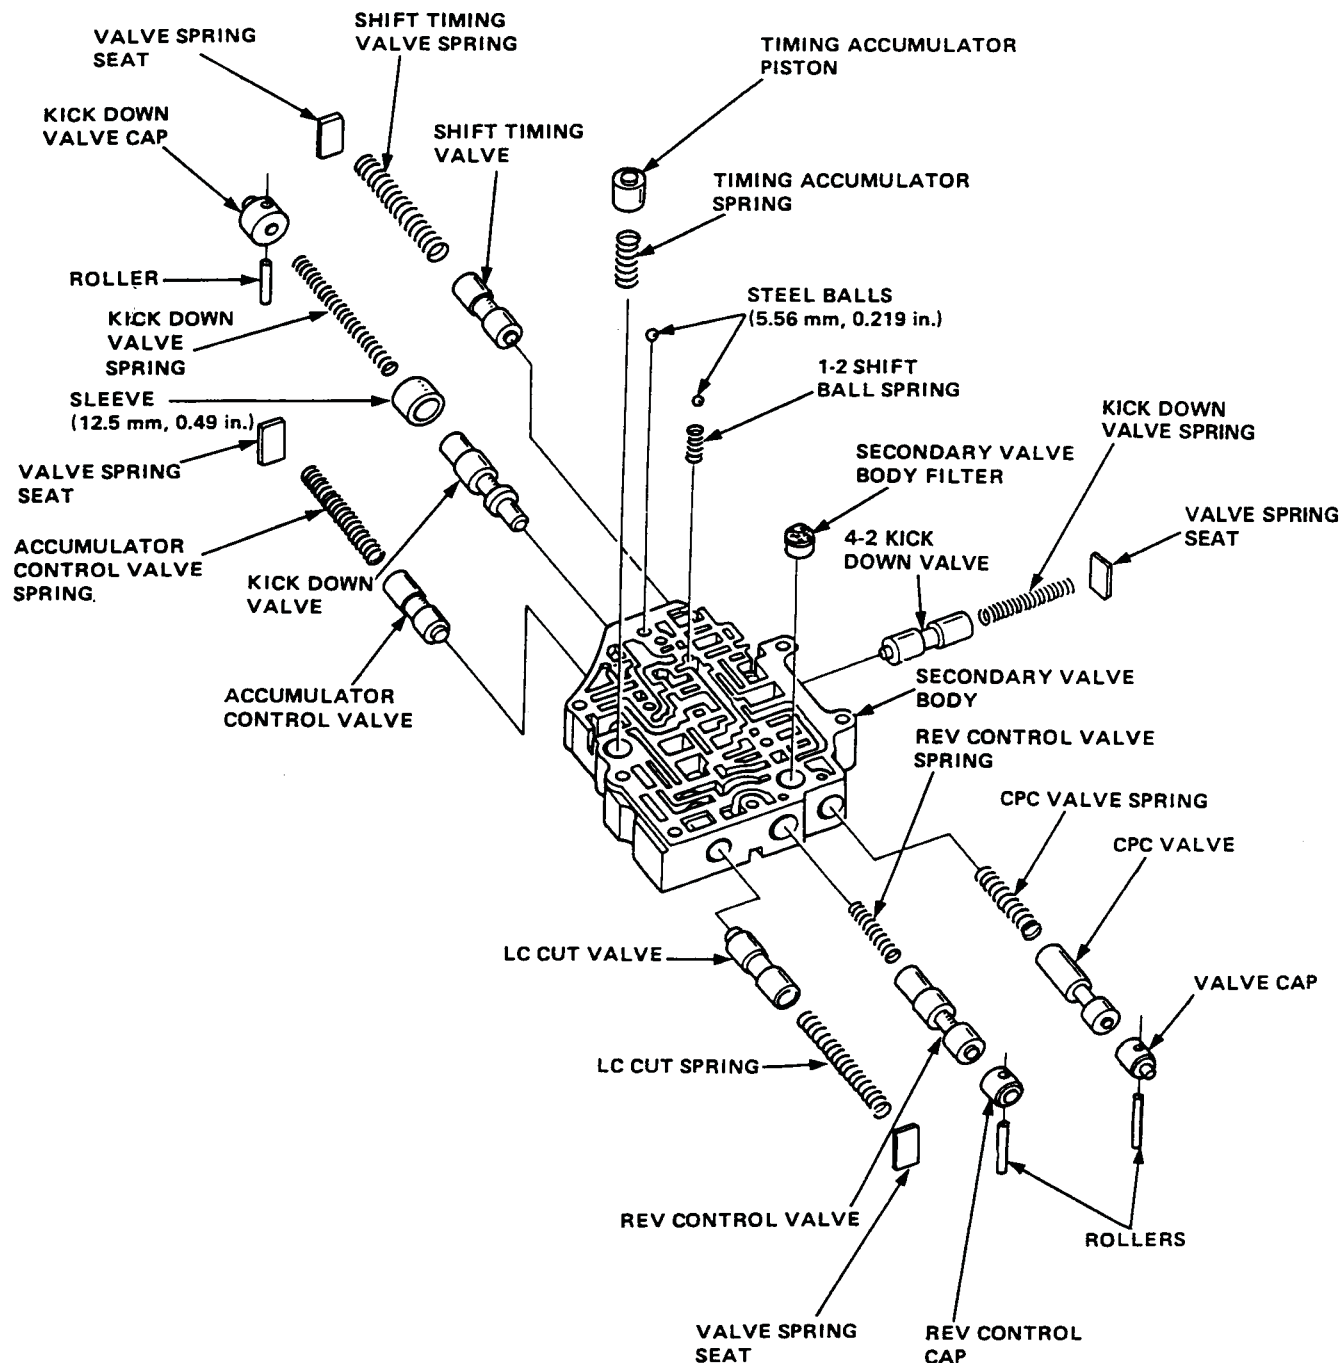 VALVE SPRING
SEAT
SHIFT TIMING
VALVE SPRING
TIMING ACCUMULATOR
PISTON
KICK DOWN
VALVE CAP
SHIFT TIMING
VALVE
TIMING ACCUMULATOR
SPRING
ROLLER
KICK DOWN
VALVE
SPRING
STEEL BALLS
(5.56 mm, 0.219 in.)
1-2 SHIFT
BALL SPRING
SLEEVE
(12.5 mm, 0.49 in.)
KICK DOWN
VALVE SPRING
SECONDARY VALVE
BODY FILTER
VALVE SPRING
SEAT
VALVE SPRING
SEAT
4-2 KICK
DOWN VALVE
ACCUMULATOR
CONTROL VALVE
SPRING.
KICK DOWN
VALVE
ACCUMULATOR
CONTROL VALVE
SECONDARY VALVE
BODY
REV CONTROL VALVE
SPRING
CPC VALVE SPRING
CPC VALVE
LC CUT VALVE
VALVE CAP
LC CUT SPRING
REV CONTROL VALVE
ROLLERS
VALVE SPRING
SEAT
REV CONTROL
CAP